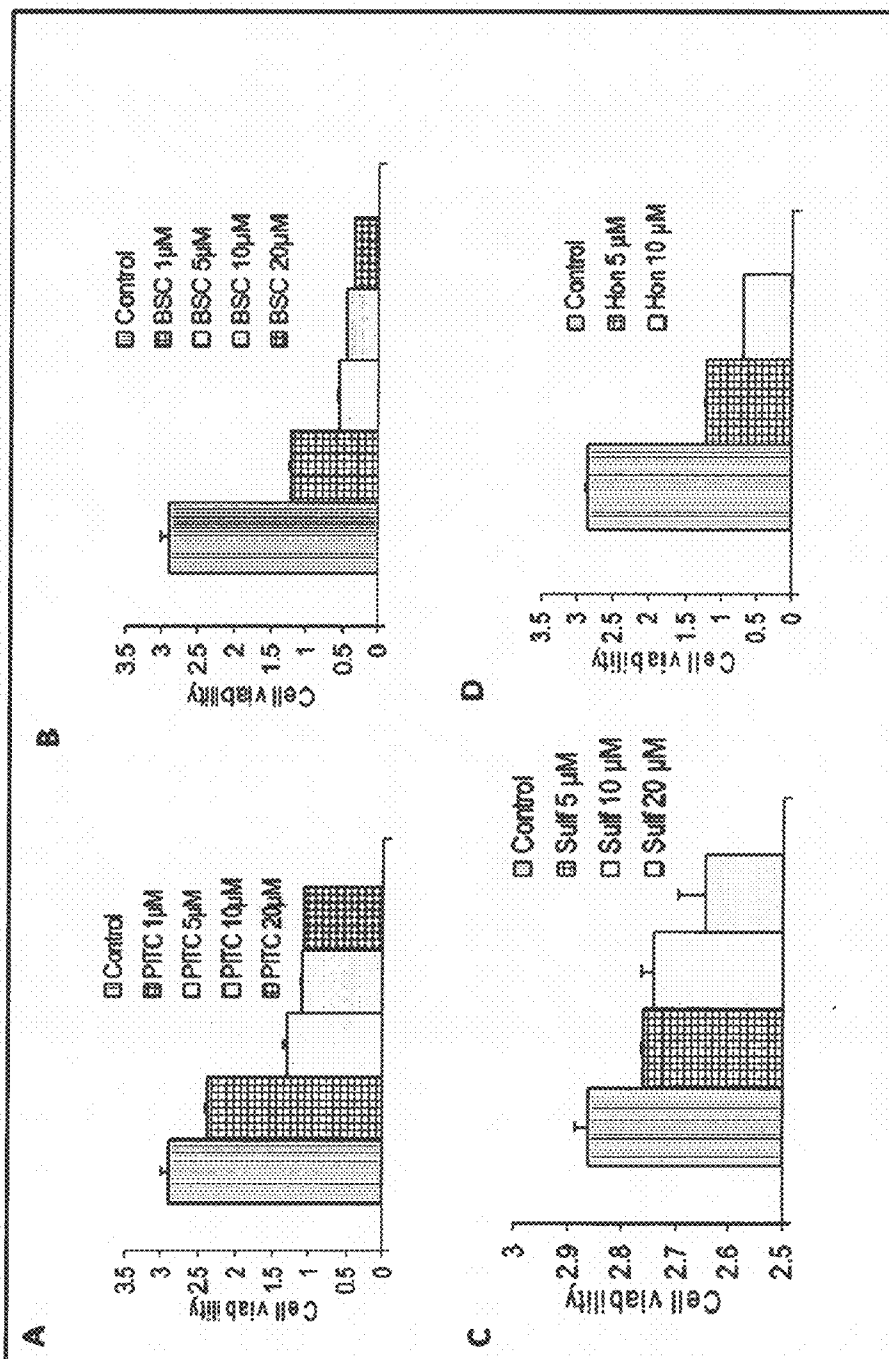 A
Cell viability
3.5
3
2.5
2
1.5
1
0.5
0
Control
PITC 1µM
PITC 5µM
PITC 10µM
PITC 20µM
B
Cell viability
3.5
3
2.5
2
1.5
1
0.5
0
Control
BSC 1µM
BSC 5µM
BSC 10µM
BSC 20µM
C
Cell viability
3
2.9
2.8
2.7
2.6
2.5
Control
Sulf 5 µM
Sulf 10 µM
Sulf 20 µM
D
Cell viability
3.5
3
2.5
2
1.5
1
0.5
0
Control
Hon 5 µM
Hon 10 µM